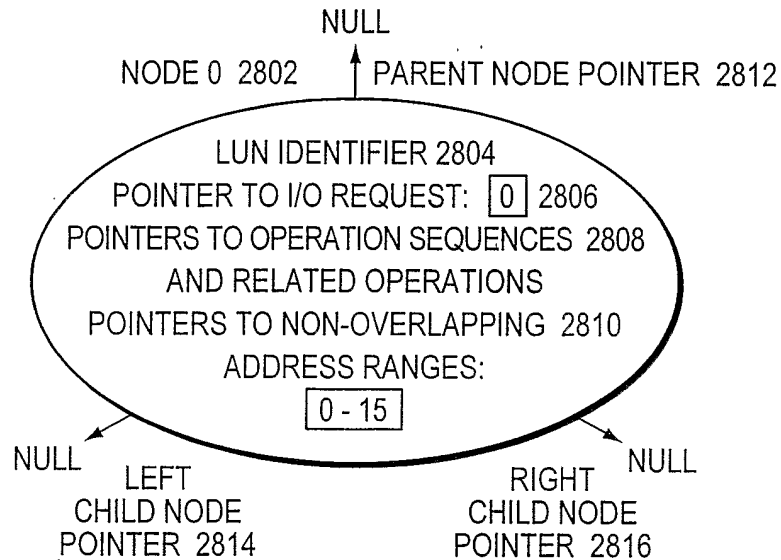 NULL
NODE 0 2802 PARENT NODE POINTER 2812
LUN IDENTIFIER 2804
POINTER TO I/O REQUEST: 0 2806
POINTERS TO OPERATION SEQUENCES 2808
AND RELATED OPERATIONS
POINTERS TO NON-OVERLAPPING 2810
ADDRESS RANGES:
0 - 15
NULL
LEFT
CHILD NODE
POINTER 2814
NULL
RIGHT
CHILD NODE
POINTER 2816